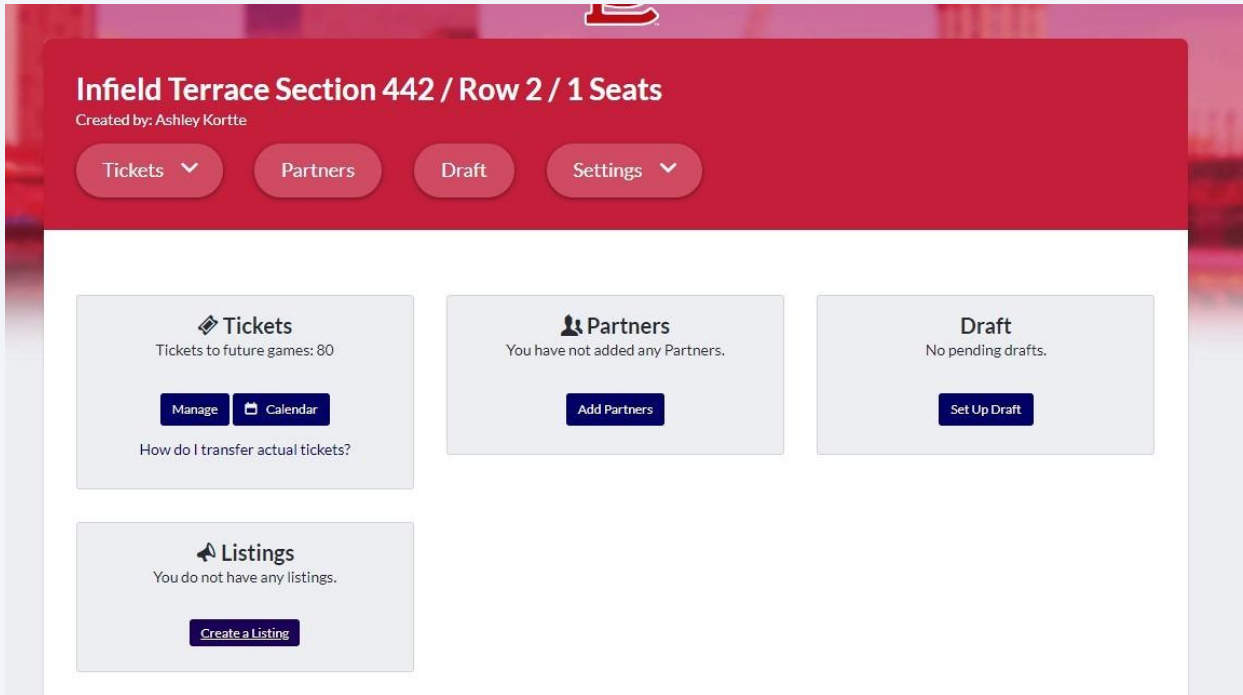 Infield Terrace Section 442 / Row 2 / 1 Seats
Created by: Ashley Kortte
Tickets
Partners
Draft
Settings
Tickets
Tickets to future games: 80
Manage
Calendar
How do I transfer actual tickets?
Partners
You have not added any Partners.
Add Partners
Draft
No pending drafts.
Set Up Draft
Listings
You do not have any listings.
Create a Listing